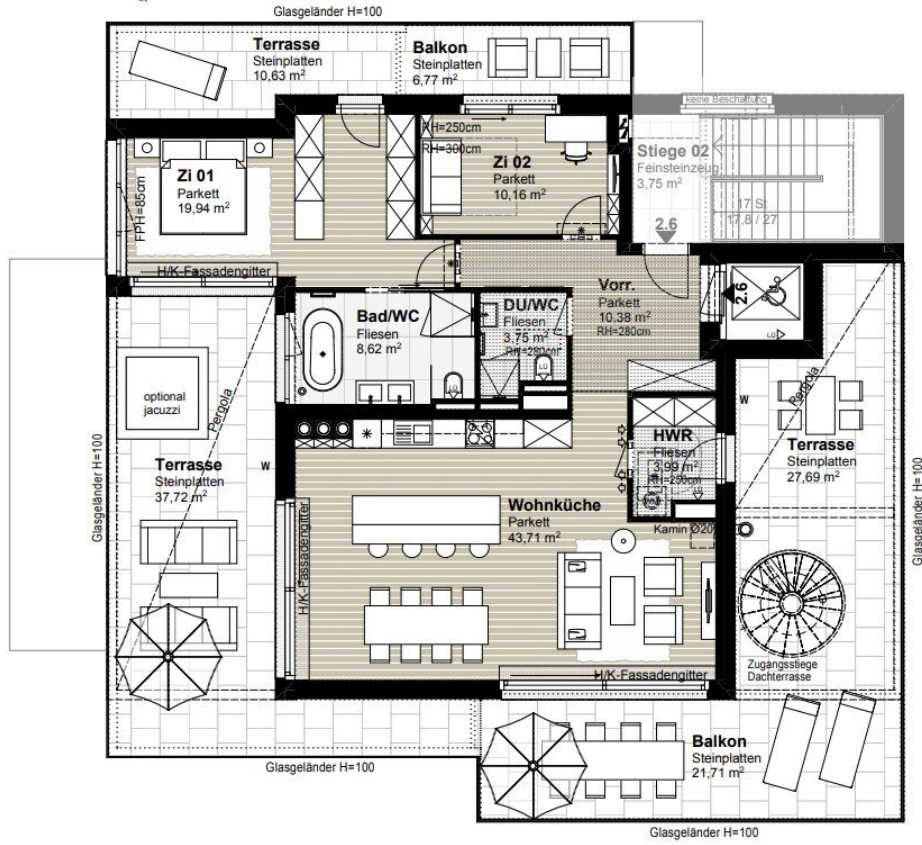 Glasgeländer H=100
Terrasse
Steinplatten
10,63 m²
Balkon
Steinplatten
6,77 m²
keine Beschattung
RH=250cm
RH=300cm
Zi 01
Parkett
19,94 m²
FPH=85cm
Zi 02
Parkett
10,16 m²
Stiege 02
Feinsteinzeug
3,75 m²
17 St
17,8 / 27
2.6
H/K-Fassadengitter
Vorr.
Parkett
10,38 m²
RH=280cm
2.6
Bad/WC
Fliesen
8,62 m²
DU/WC
Fliesen
3,75 m²
RH=280cm
LÜ
LÜ
LÜ
optional
jacuzzi
Pergola
Pergola
W
W
Terrasse
Steinplatten
37,72 m²
HWR
Fliesen
3,99 m²
RH=250cm
LÜ
Terrasse
Steinplatten
27,69 m²
Glasgeländer H=100
Glasgeländer H=100
Wohnküche
Parkett
43,71 m²
Kamin Ø20
H/K-Fassadengitter
Zugangsstiege
Dachterrasse
H/K-Fassadengitter
Balkon
Steinplatten
21,71 m²
Glasgeländer H=100
Glasgeländer H=100